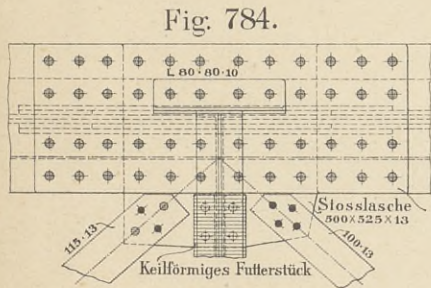 Fig. 784.
L 80·80·10
Stosslasche
500×525×13
115·13
100·13
Keilförmiges Futterstück